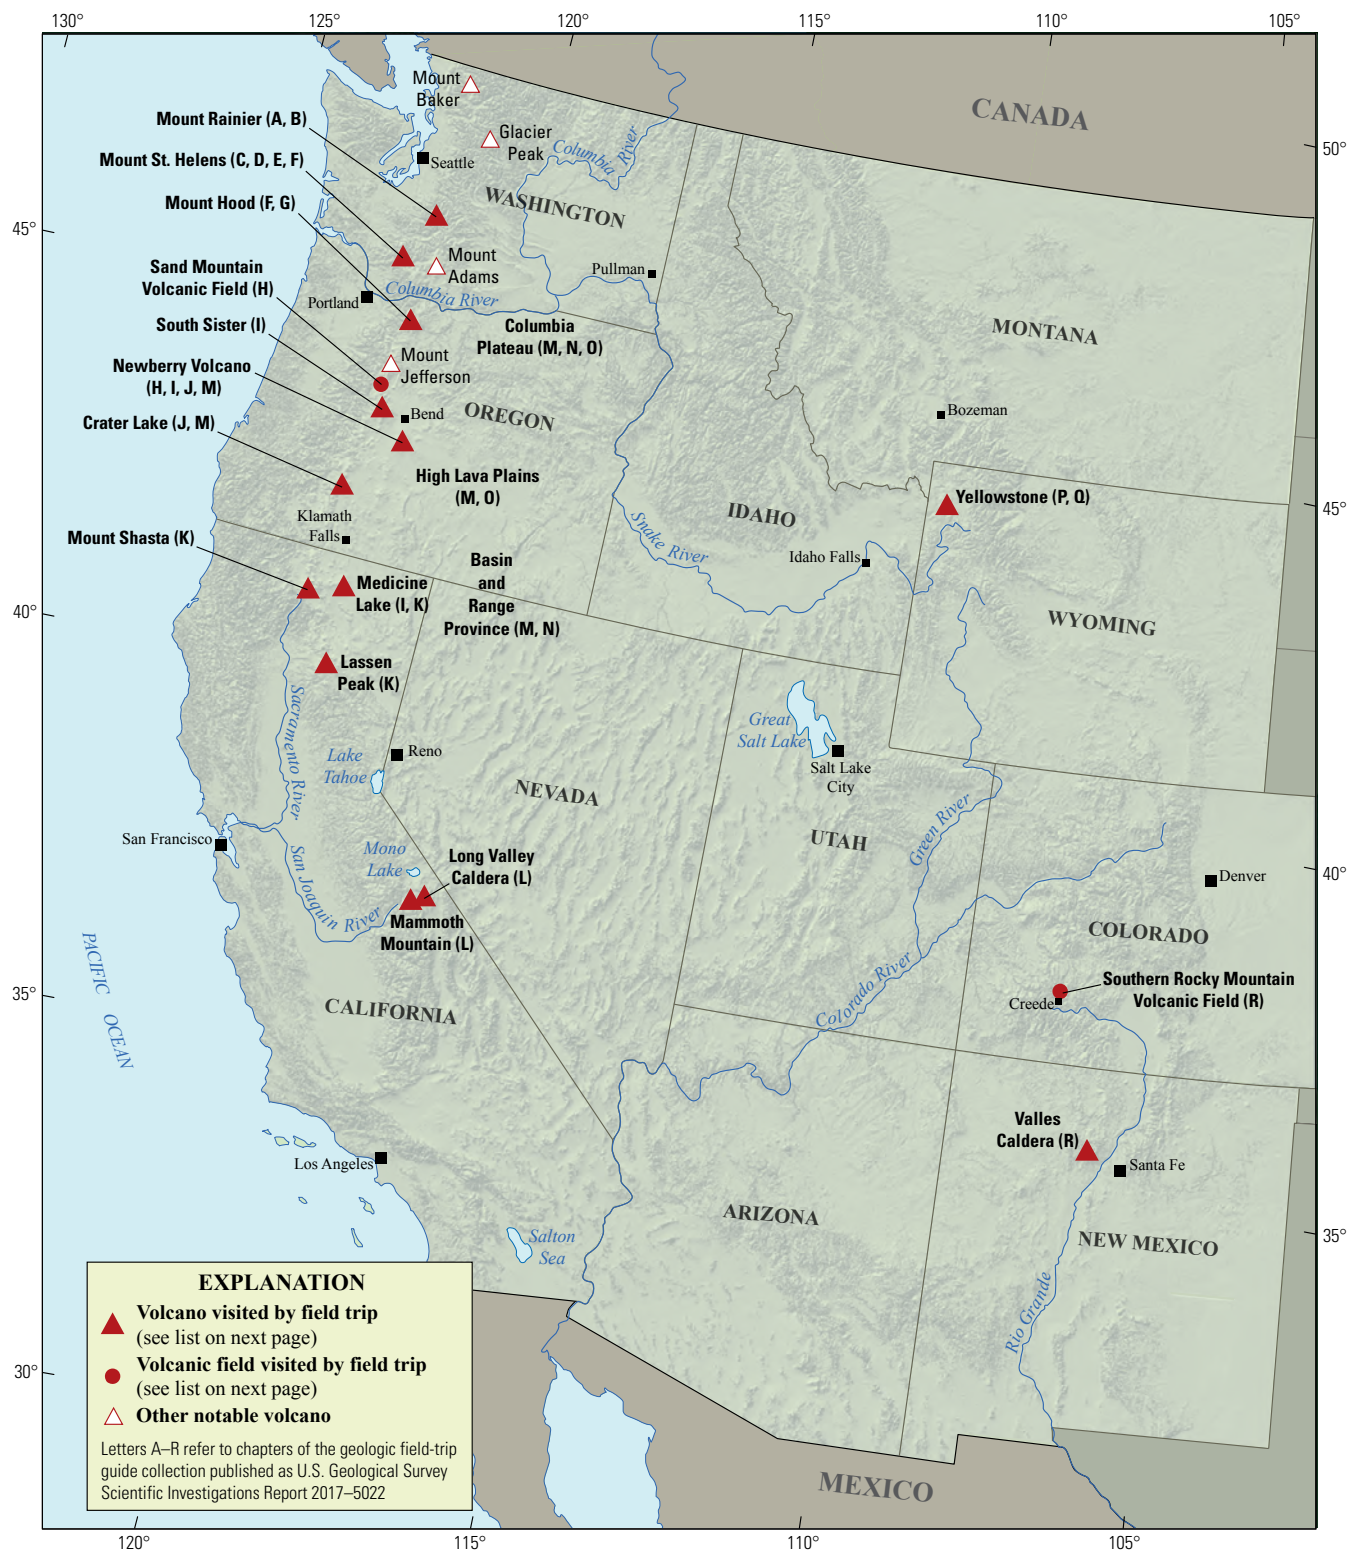 130°
125°
120°
115°
110°
105°
CANADA
Mount
Baker
Mount Rainier (A, B)
Glacier
Peak
Columbia
River
50°
Mount St. Helens (C, D, E, F)
Seattle
WASHINGTON
Mount Hood (F, G)
45°
Mount
Adams
Sand Mountain
Volcanic Field (H)
Pullman
Portland
Columbia River
South Sister (I)
Columbia
Plateau (M, N, O)
MONTANA
Mount
Jefferson
Newberry Volcano
(H, I, J, M)
Bend
OREGON
Bozeman
Crater Lake (J, M)
High Lava Plains
(M, O)
Yellowstone (P, Q)
45°
Klamath
Falls
IDAHO
Snake River
Mount Shasta (K)
Idaho Falls
Basin
and
Range
Province (M, N)
Medicine
Lake (I, K)
40°
WYOMING
Lassen
Peak (K)
Sacramento River
Great
Salt Lake
Lake
Tahoe
Reno
Salt Lake
City
NEVADA
UTAH
Green River
San Francisco
Mono
Lake
Long Valley
Caldera (L)
40°
Denver
San Joaquin River
Mammoth
Mountain (L)
COLORADO
PACIFIC OCEAN
Colorado River
35°
Southern Rocky Mountain
Volcanic Field (R)
Creede
CALIFORNIA
Valles
Caldera (R)
Los Angeles
Santa Fe
ARIZONA
Salton
Sea
NEW MEXICO
35°
Rio Grande
EXPLANATION
Volcano visited by field trip
(see list on next page)
Volcanic field visited by field trip
(see list on next page)
Other notable volcano
Letters A–R refer to chapters of the geologic field-trip
guide collection published as U.S. Geological Survey
Scientific Investigations Report 2017–5022
30°
MEXICO
120°
115°
110°
105°